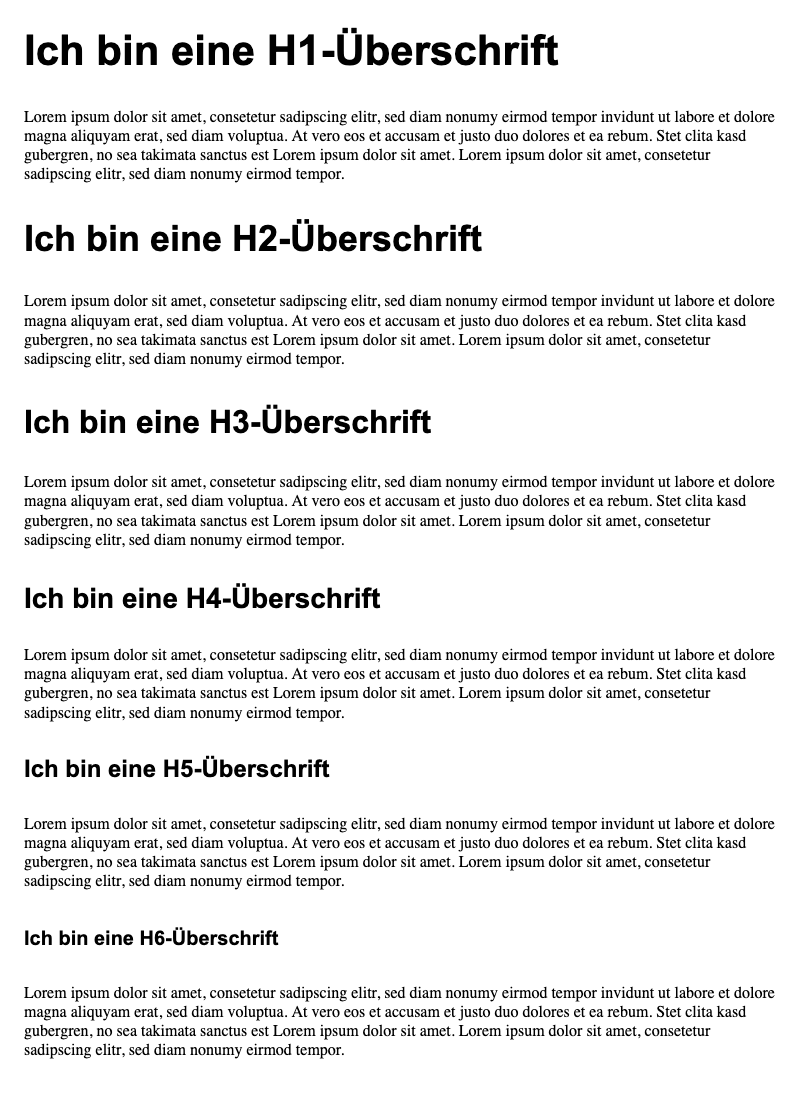 Ich bin eine H1-Überschrift
Lorem ipsum dolor sit amet, consetetur sadipscing elitr, sed diam nonumy eirmod tempor invidunt ut labore et dolore
magna aliquyam erat, sed diam voluptua. At vero eos et accusam et justo duo dolores et ea rebum. Stet clita kasd
gubergren, no sea takimata sanctus est Lorem ipsum dolor sit amet. Lorem ipsum dolor sit amet, consetetur
sadipscing elitr, sed diam nonumy eirmod tempor.
Ich bin eine H2-Überschrift
Lorem ipsum dolor sit amet, consetetur sadipscing elitr, sed diam nonumy eirmod tempor invidunt ut labore et dolore
magna aliquyam erat, sed diam voluptua. At vero eos et accusam et justo duo dolores et ea rebum. Stet clita kasd
gubergren, no sea takimata sanctus est Lorem ipsum dolor sit amet. Lorem ipsum dolor sit amet, consetetur
sadipscing elitr, sed diam nonumy eirmod tempor.
Ich bin eine H3-Überschrift
Lorem ipsum dolor sit amet, consetetur sadipscing elitr, sed diam nonumy eirmod tempor invidunt ut labore et dolore
magna aliquyam erat, sed diam voluptua. At vero eos et accusam et justo duo dolores et ea rebum. Stet clita kasd
gubergren, no sea takimata sanctus est Lorem ipsum dolor sit amet. Lorem ipsum dolor sit amet, consetetur
sadipscing elitr, sed diam nonumy eirmod tempor.
Ich bin eine H4-Überschrift
Lorem ipsum dolor sit amet, consetetur sadipscing elitr, sed diam nonumy eirmod tempor invidunt ut labore et dolore
magna aliquyam erat, sed diam voluptua. At vero eos et accusam et justo duo dolores et ea rebum. Stet clita kasd
gubergren, no sea takimata sanctus est Lorem ipsum dolor sit amet. Lorem ipsum dolor sit amet, consetetur
sadipscing elitr, sed diam nonumy eirmod tempor.
Ich bin eine H5-Überschrift
Lorem ipsum dolor sit amet, consetetur sadipscing elitr, sed diam nonumy eirmod tempor invidunt ut labore et dolore
magna aliquyam erat, sed diam voluptua. At vero eos et accusam et justo duo dolores et ea rebum. Stet clita kasd
gubergren, no sea takimata sanctus est Lorem ipsum dolor sit amet. Lorem ipsum dolor sit amet, consetetur
sadipscing elitr, sed diam nonumy eirmod tempor.
Ich bin eine H6-Überschrift
Lorem ipsum dolor sit amet, consetetur sadipscing elitr, sed diam nonumy eirmod tempor invidunt ut labore et dolore
magna aliquyam erat, sed diam voluptua. At vero eos et accusam et justo duo dolores et ea rebum. Stet clita kasd
gubergren, no sea takimata sanctus est Lorem ipsum dolor sit amet. Lorem ipsum dolor sit amet, consetetur
sadipscing elitr, sed diam nonumy eirmod tempor.